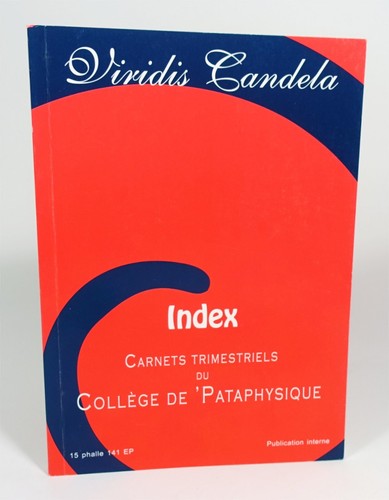 Viridis Candela
Index
CARNETS TRIMESTRIELS
DU
COLLÈGE DE 'PATAPHYSIQUE
15 phalle 141 EP
Publication interne